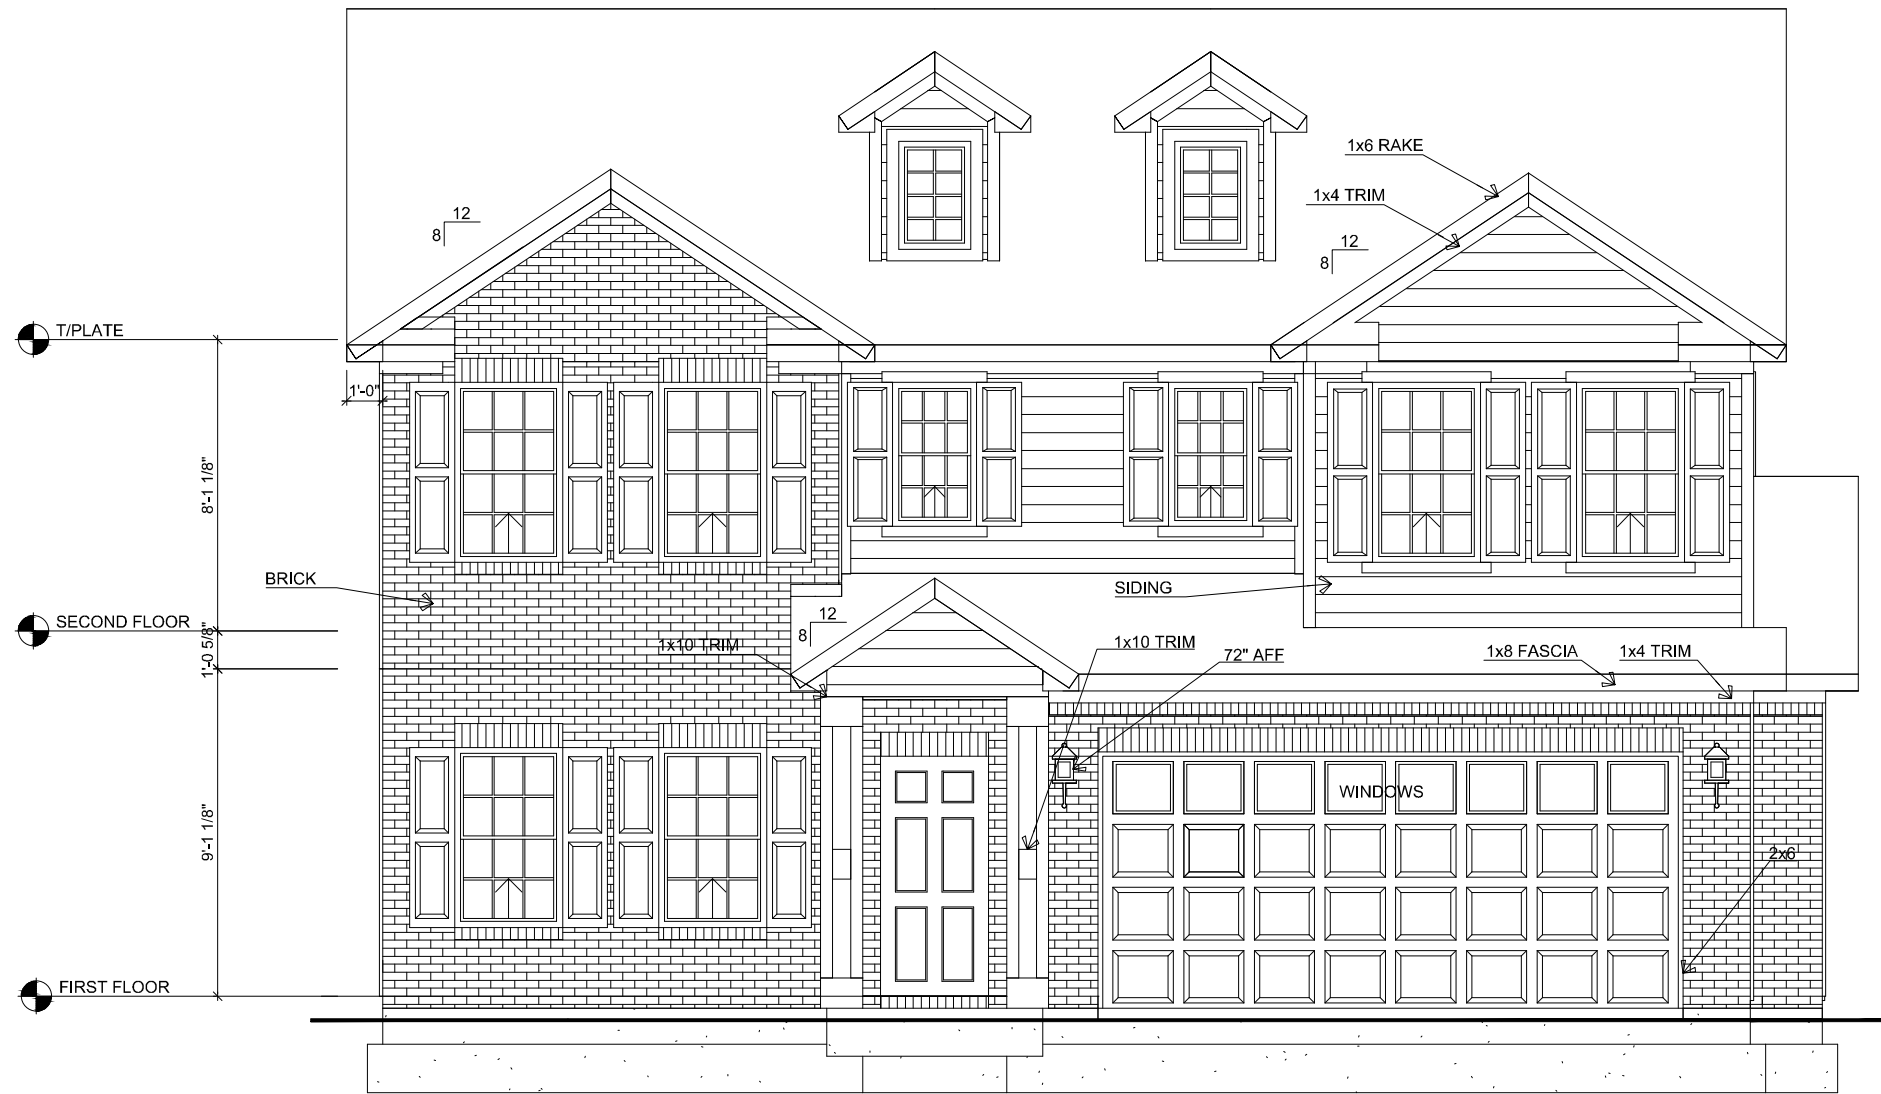 1x6 RAKE
1x4 TRIM
12
8
12
8
T/PLATE
1'-0"
8'-1 1/8"
BRICK
SIDING
SECOND FLOOR
12
8
1'-0 5/8"
1x10 TRIM
1x10 TRIM
72" AFF
1x8 FASCIA
1x4 TRIM
WINDOWS
9'-1 1/8"
2x6
FIRST FLOOR